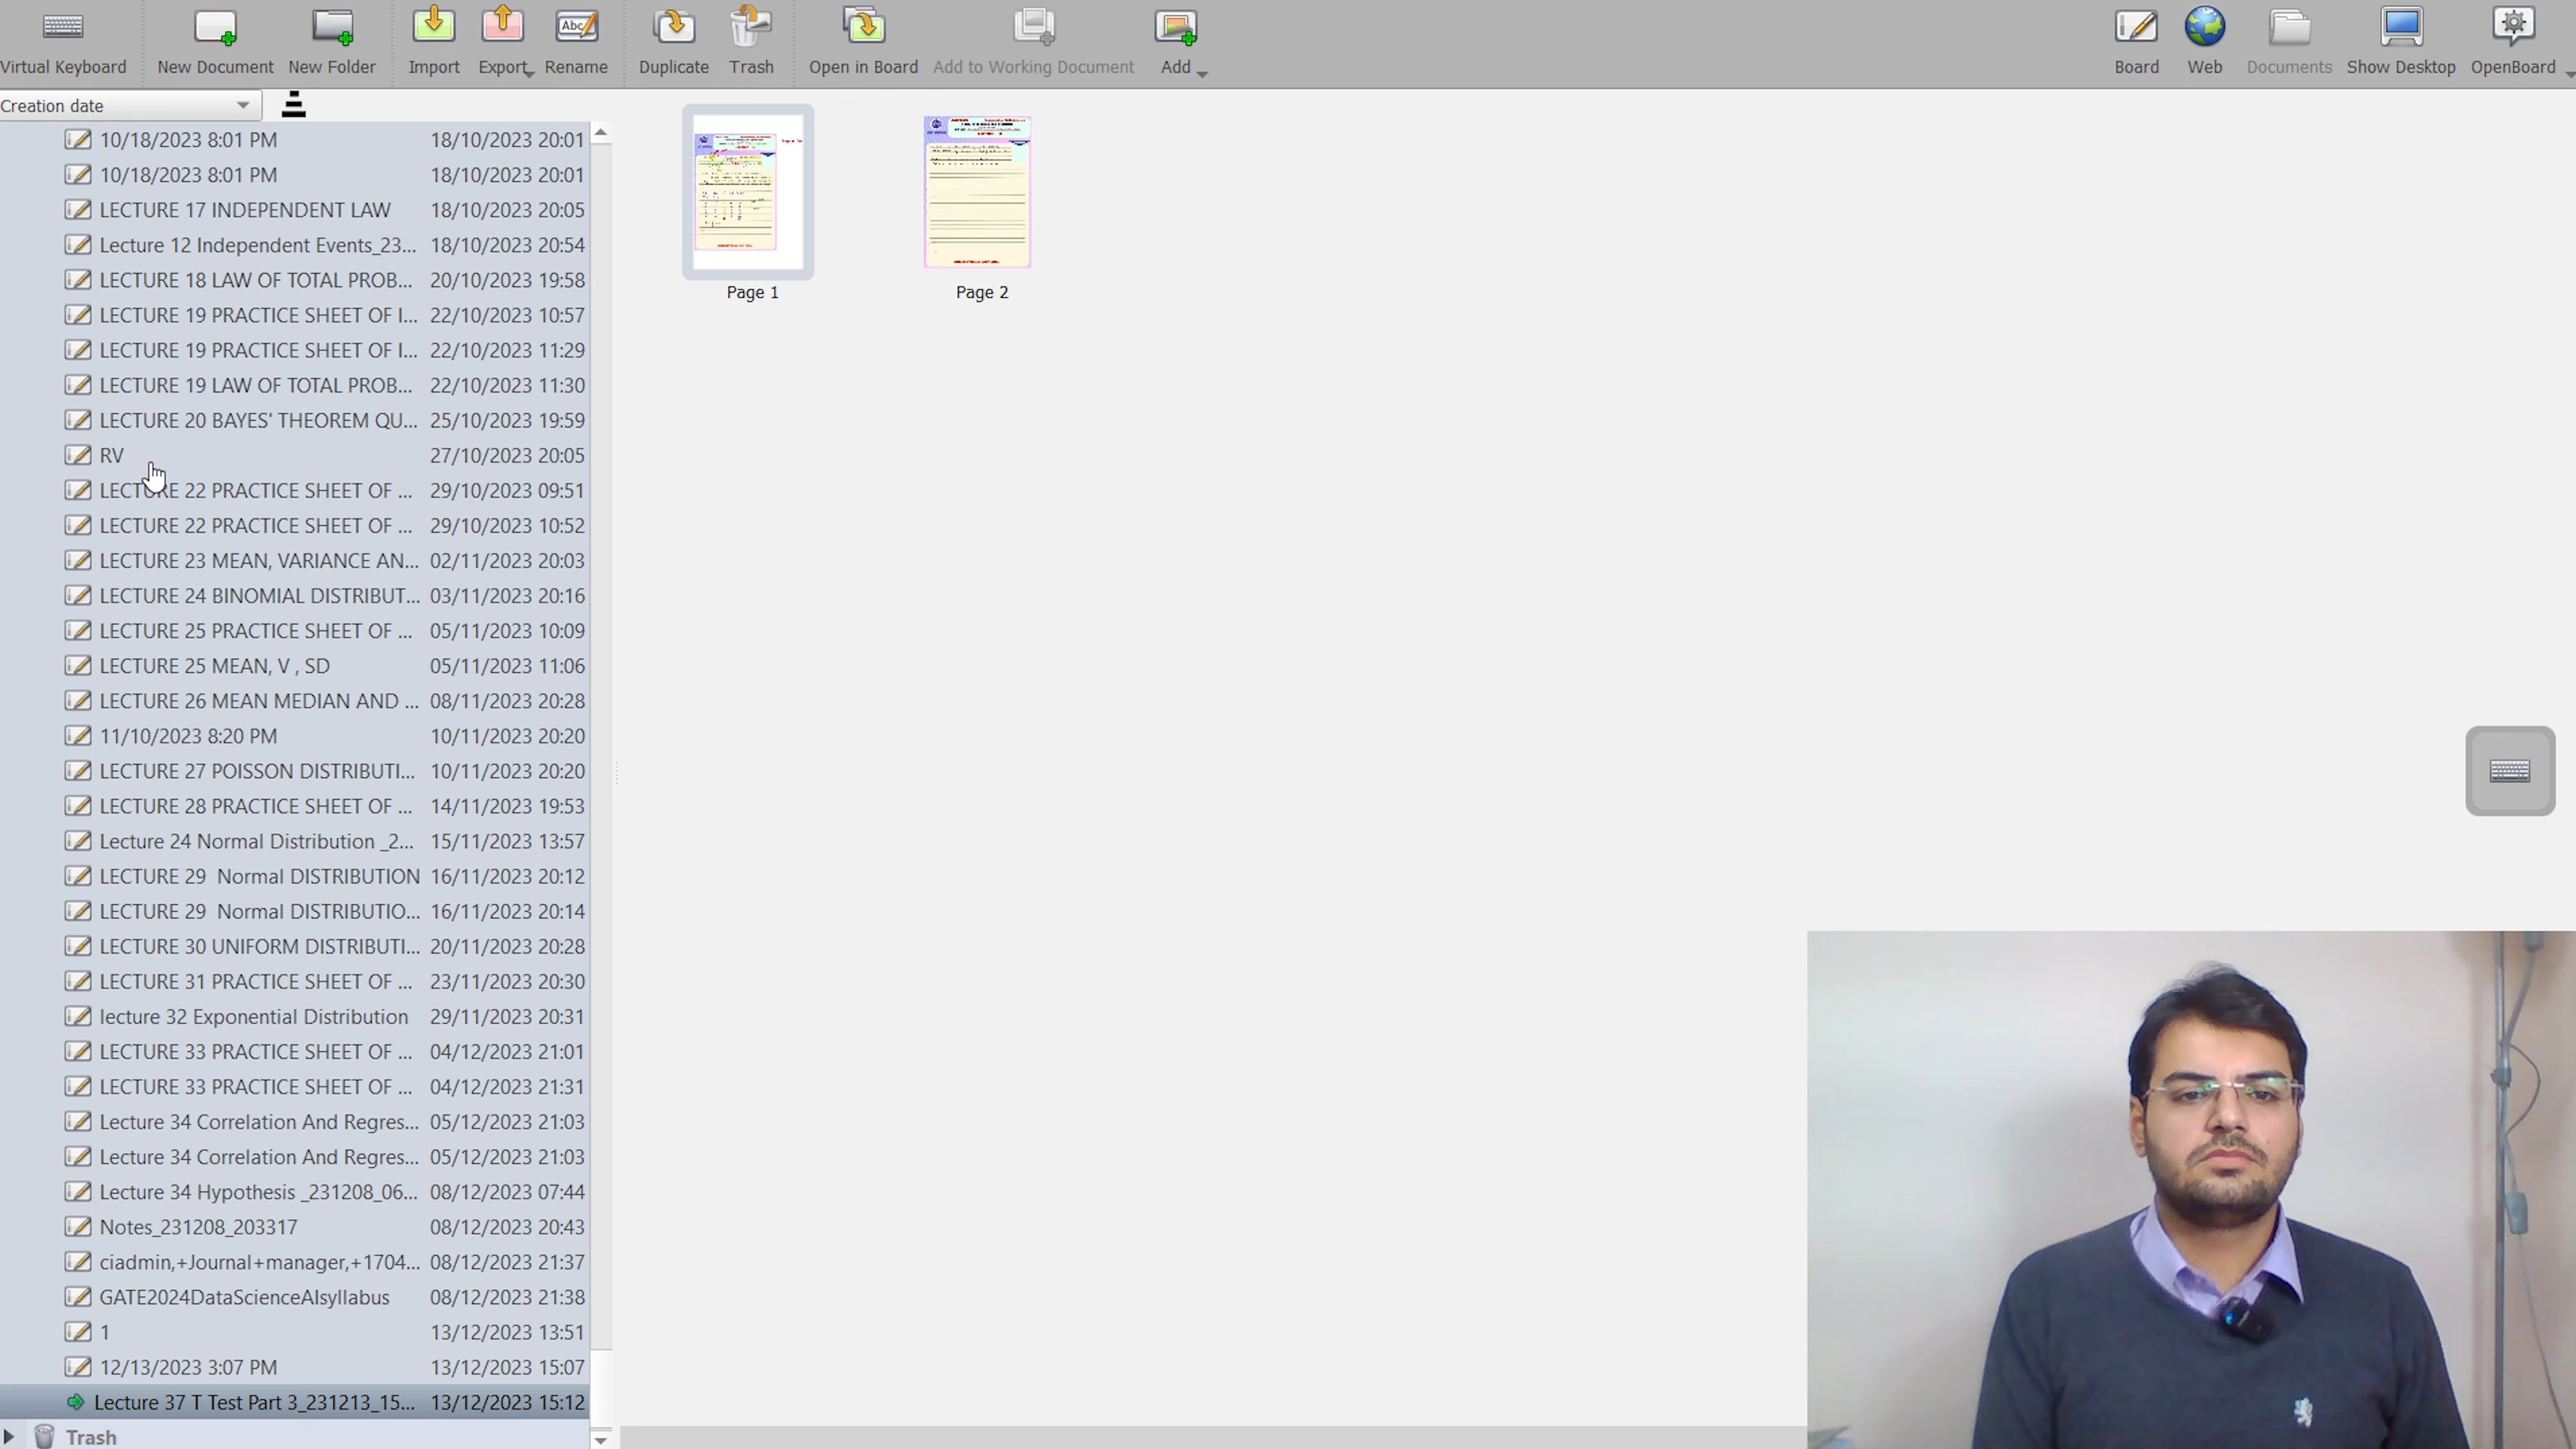 Virtual Keyboard
New Document
New Folder
Import
Export
Rename
Duplicate
Trash
Open in Board
Add to Working Document
Add
Board
Web
Documents
Show Desktop
OpenBoard
Creation date
10/18/2023 8:01 PM 18/10/2023 20:01
10/18/2023 8:01 PM 18/10/2023 20:01
LECTURE 17 INDEPENDENT LAW 18/10/2023 20:05
Lecture 12 Independent Events_23... 18/10/2023 20:54
LECTURE 18 LAW OF TOTAL PROB... 20/10/2023 19:58
LECTURE 19 PRACTICE SHEET OF I... 22/10/2023 10:57
LECTURE 19 PRACTICE SHEET OF I... 22/10/2023 11:29
LECTURE 19 LAW OF TOTAL PROB... 22/10/2023 11:30
LECTURE 20 BAYES' THEOREM QU... 25/10/2023 19:59
RV 27/10/2023 20:05
LECTURE 22 PRACTICE SHEET OF ... 29/10/2023 09:51
LECTURE 22 PRACTICE SHEET OF ... 29/10/2023 10:52
LECTURE 23 MEAN, VARIANCE AN... 02/11/2023 20:03
LECTURE 24 BINOMIAL DISTRIBUT... 03/11/2023 20:16
LECTURE 25 PRACTICE SHEET OF ... 05/11/2023 10:09
LECTURE 25 MEAN, V , SD 05/11/2023 11:06
LECTURE 26 MEAN MEDIAN AND ... 08/11/2023 20:28
11/10/2023 8:20 PM 10/11/2023 20:20
LECTURE 27 POISSON DISTRIBUTI... 10/11/2023 20:20
LECTURE 28 PRACTICE SHEET OF ... 14/11/2023 19:53
Lecture 24 Normal Distribution _2... 15/11/2023 13:57
LECTURE 29  Normal DISTRIBUTION 16/11/2023 20:12
LECTURE 29  Normal DISTRIBUTIO... 16/11/2023 20:14
LECTURE 30 UNIFORM DISTRIBUTI... 20/11/2023 20:28
LECTURE 31 PRACTICE SHEET OF ... 23/11/2023 20:30
lecture 32 Exponential Distribution 29/11/2023 20:31
LECTURE 33 PRACTICE SHEET OF ... 04/12/2023 21:01
LECTURE 33 PRACTICE SHEET OF ... 04/12/2023 21:31
Lecture 34 Correlation And Regres... 05/12/2023 21:03
Lecture 34 Correlation And Regres... 05/12/2023 21:03
Lecture 34 Hypothesis _231208_06... 08/12/2023 07:44
Notes_231208_203317 08/12/2023 20:43
ciadmin,+Journal+manager,+1704... 08/12/2023 21:37
GATE2024DataScienceAIsyllabus 08/12/2023 21:38
1 13/12/2023 13:51
12/13/2023 3:07 PM 13/12/2023 15:07
Lecture 37 T Test Part 3_231213_15... 13/12/2023 15:12
Trash
Page 1
Page 2